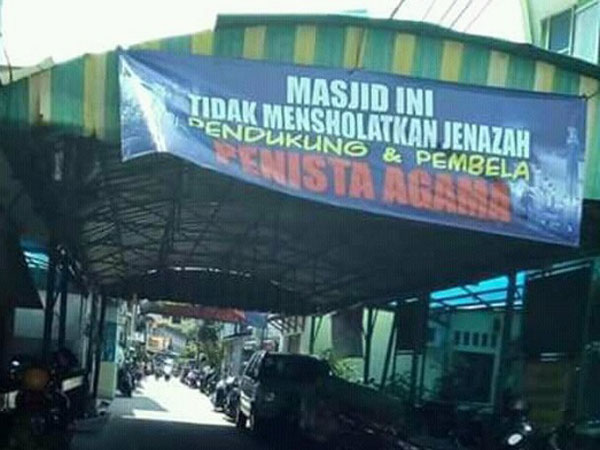 MASJID INI
TIDAK MENSHOLATKAN JENAZAH
PENDUKUNG & PEMBELA
PENISTA AGAMA